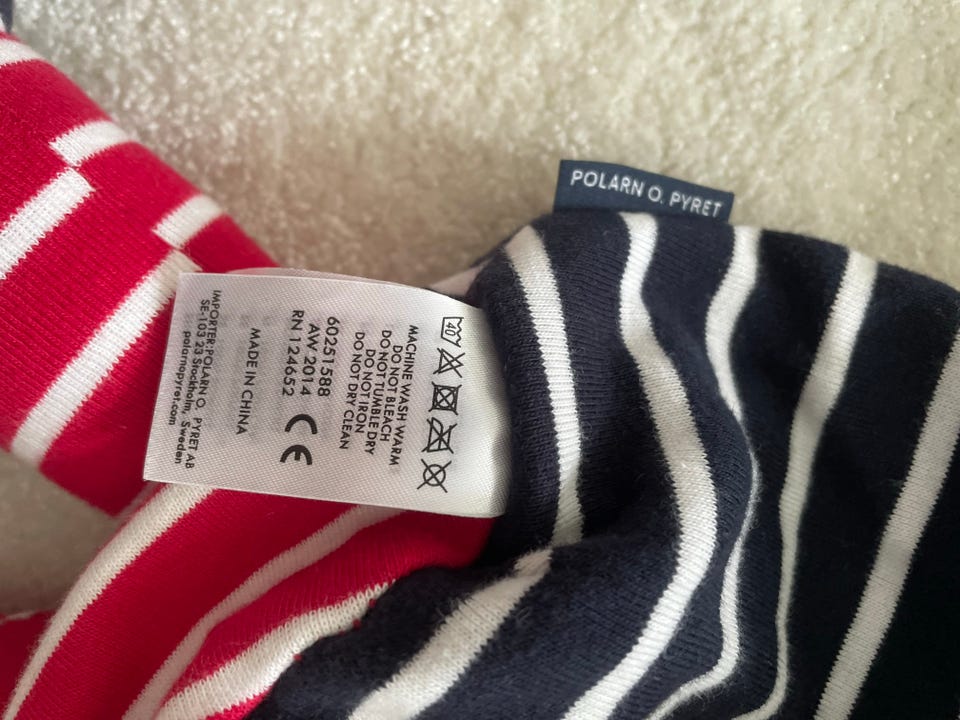 POLARN O. PYRET
40°
MACHINE WASH WARM
DO NOT BLEACH
DO NOT TUMBLE DRY
DO NOT IRON
DO NOT DRY CLEAN
60251588
AW 2014
RN 124652
CE
MADE IN CHINA
IMPORTER:POLARN O. PYRET AB
SE-103 23 Stockholm, Sweden
polarnopyret.com